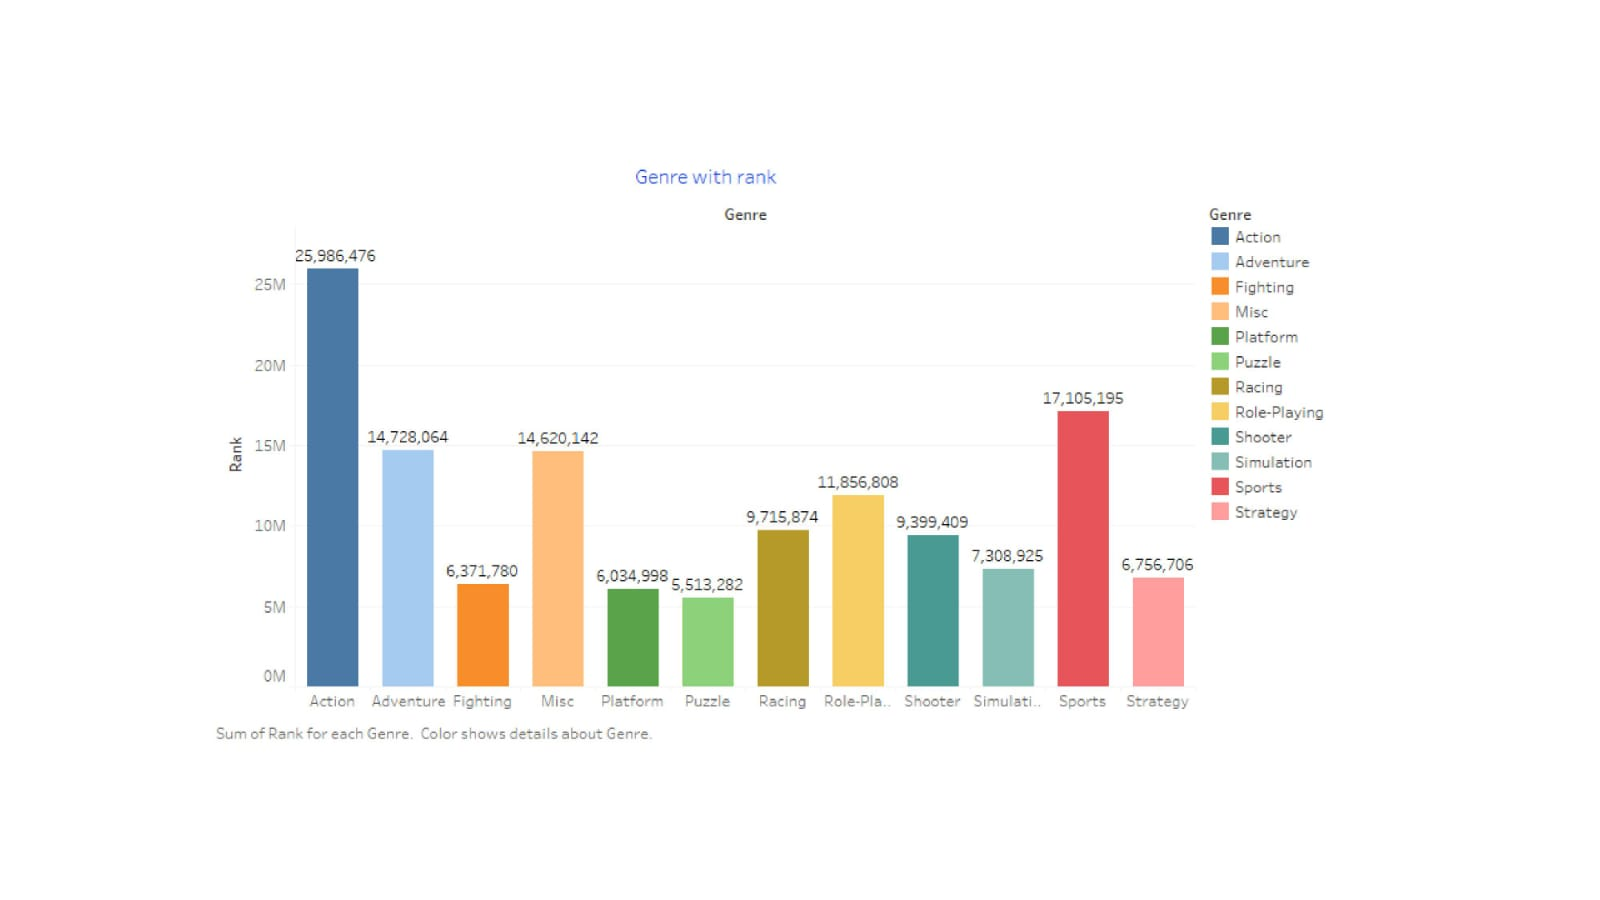 Genre with rank
Genre
25,986,476
14,728,064
6,371,780
14,620,142
6,034,998
5,513,282
9,715,874
11,856,808
9,399,409
7,308,925
17,105,195
6,756,706
25M
20M
15M
10M
5M
0M
Rank
Action Adventure Fighting Misc Platform Puzzle Racing Role-Pla.. Shooter Simulati.. Sports Strategy
Genre
Action
Adventure
Fighting
Misc
Platform
Puzzle
Racing
Role-Playing
Shooter
Simulation
Sports
Strategy
Sum of Rank for each Genre. Color shows details about Genre.